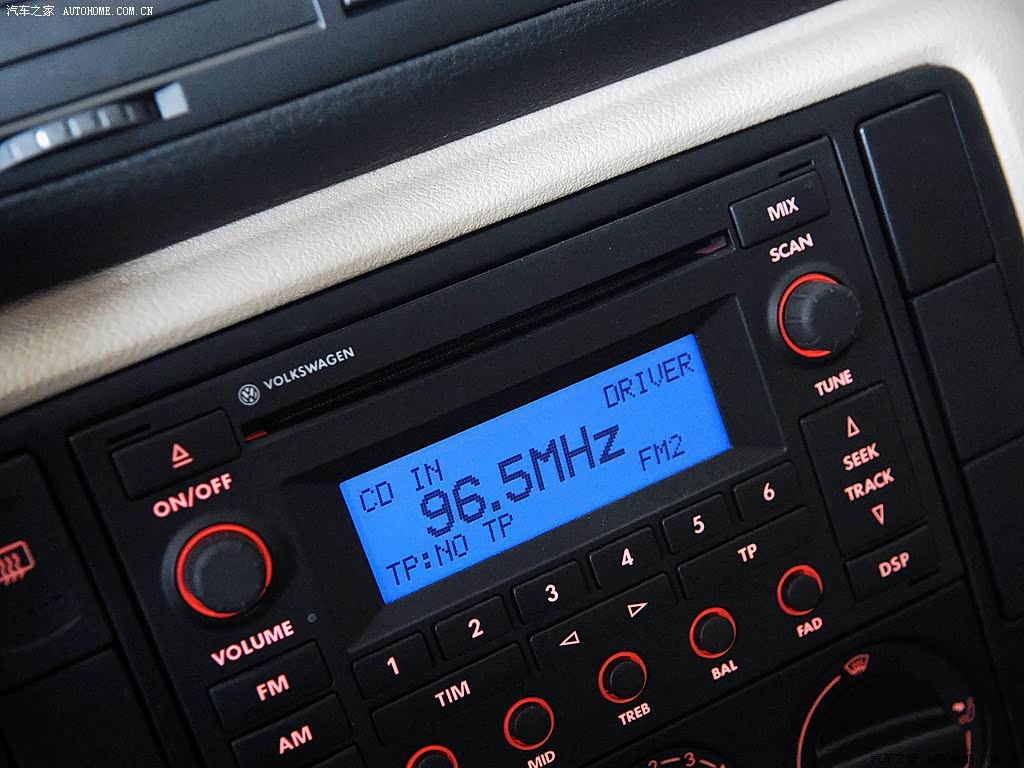 汽车之家 AUTOHOME.COM.CN
MIX
SCAN
VOLKSWAGEN
TUNE
ON/OFF
DRIVER
CD IN
96.5MHz FM2
TP:NO TP
SEEK
TRACK
DSP
VOLUME
1 2 3 4 5 6
FM
AM
TIM
TP
MID
TREB
BAL
FAD
2 - 3